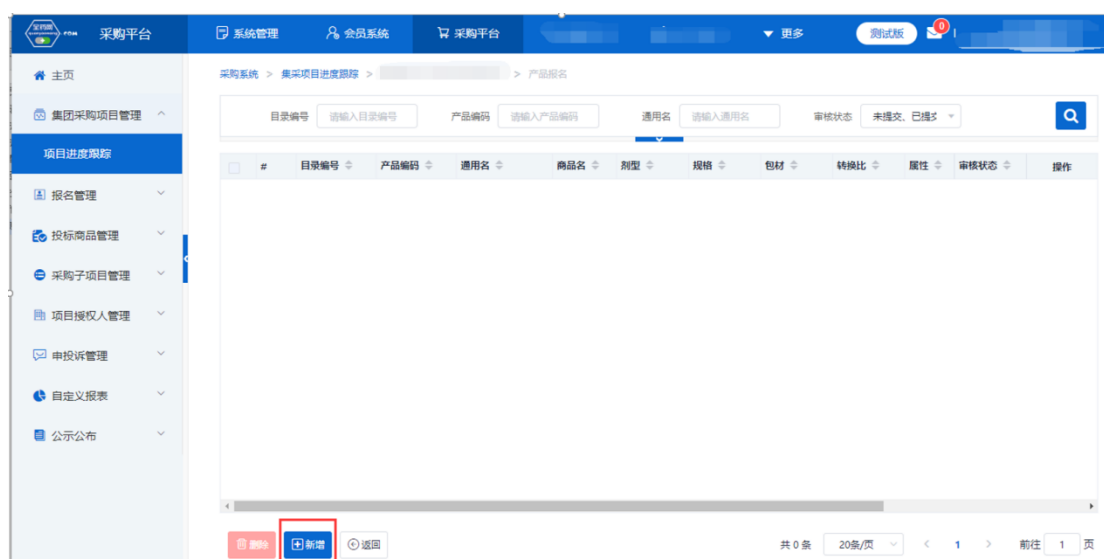 采购平台
系统管理
会员系统
采购平台
更多
测试版
0
主页
集团采购项目管理
项目进度跟踪
报名管理
投标商品管理
采购子项目管理
项目授权人管理
申投诉管理
自定义报表
公示公布
采购系统 > 集采项目进度跟踪 > > 产品报名
目录编号 请输入目录编号 产品编码 请输入产品编码 通用名 请输入通用名 审核状态 未提交、已提交
# 目录编号 产品编码 通用名 商品名 剂型 规格 包材 转换比 属性 审核状态 操作
删除 新增 返回 共 0 条 20条/页 < 1 > 前往 1 页